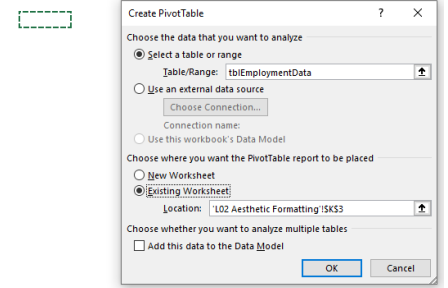 Create PivotTable ? ×
Choose the data that you want to analyze
Select a table or range
Table/Range: tblEmploymentData
Use an external data source
Choose Connection...
Connection name:
Use this workbook's Data Model
Choose where you want the PivotTable report to be placed
New Worksheet
Existing Worksheet
Location: 'L02 Aesthetic Formatting'!$K$3
Choose whether you want to analyze multiple tables
Add this data to the Data Model
OK Cancel